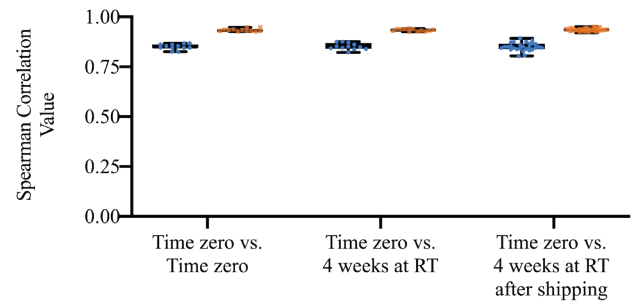 Spearman Correlation
Value
1.00
0.75
0.50
0.25
0.00
Time zero vs.
Time zero
Time zero vs.
4 weeks at RT
Time zero vs.
4 weeks at RT
after shipping